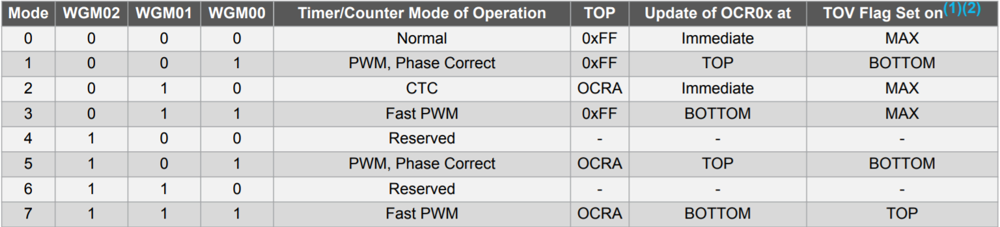 Mode WGM02 WGM01 WGM00 Timer/Counter Mode of Operation TOP Update of OCR0x at TOV Flag Set on(1)(2)
0 0 0 0 Normal 0xFF Immediate MAX
1 0 0 1 PWM, Phase Correct 0xFF TOP BOTTOM
2 0 1 0 CTC OCRA Immediate MAX
3 0 1 1 Fast PWM 0xFF BOTTOM MAX
4 1 0 0 Reserved - - -
5 1 0 1 PWM, Phase Correct OCRA TOP BOTTOM
6 1 1 0 Reserved - - -
7 1 1 1 Fast PWM OCRA BOTTOM TOP